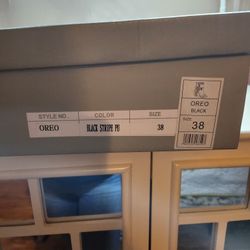 STYLE NO. COLOR SIZE
OREO BLACK STRIPE PU 38
OREO
BLACK
SIZE
38